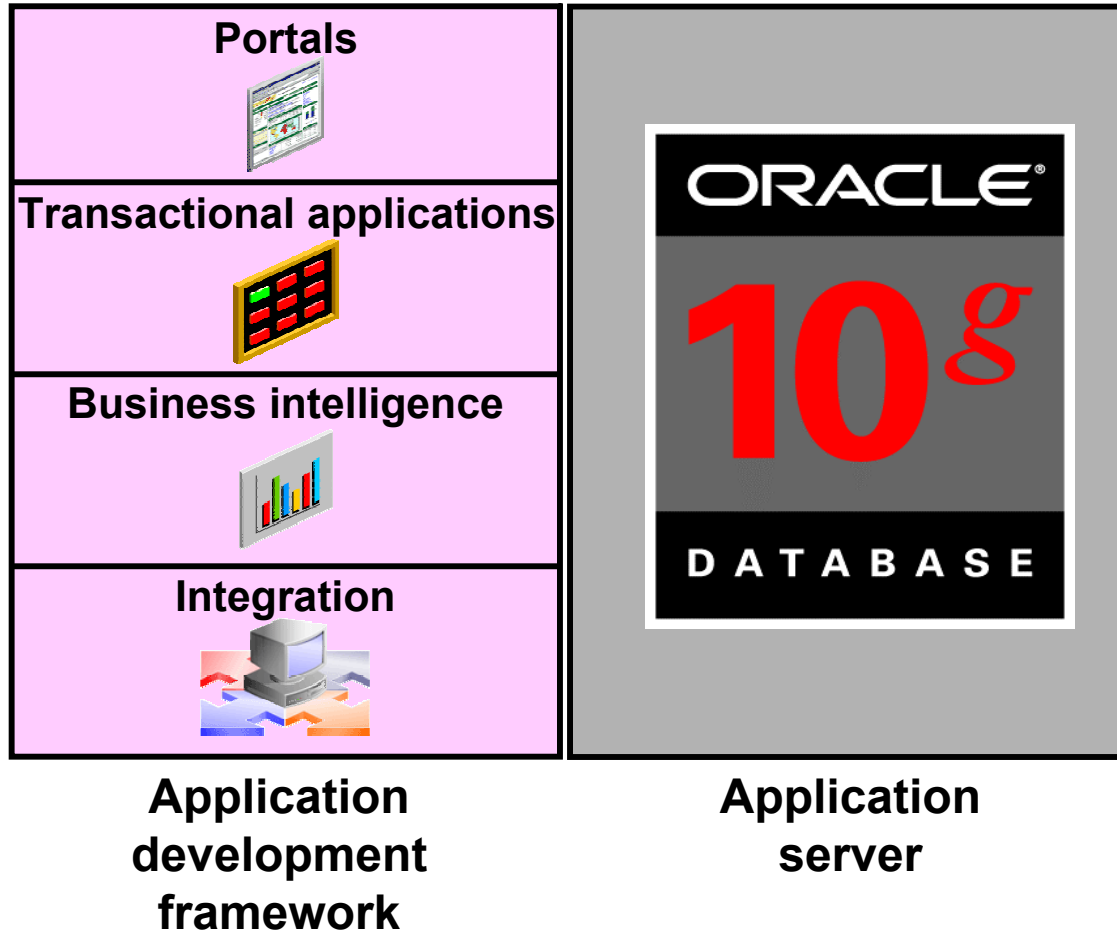 Portals
Transactional applications
Business intelligence
Integration
ORACLE®
10g
DATABASE
Application
development
framework
Application
server